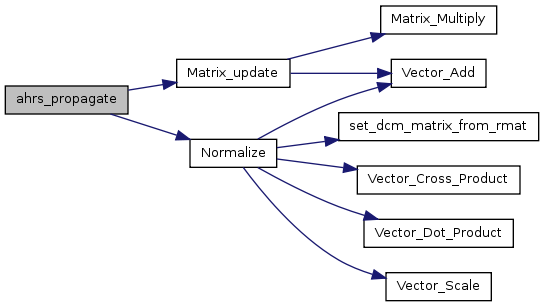 Matrix_Multiply
Matrix_update
Vector_Add
ahrs_propagate
set_dcm_matrix_from_rmat
Normalize
Vector_Cross_Product
Vector_Dot_Product
Vector_Scale